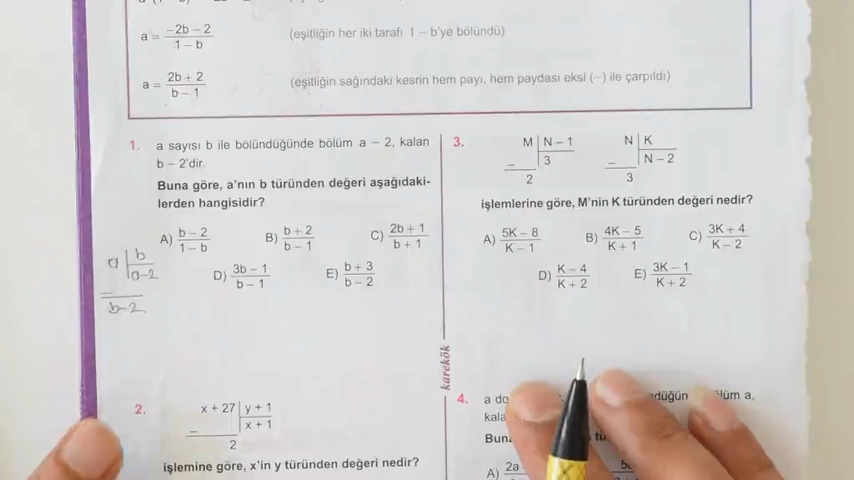 a = −2b − 2 / 1 − b (eşitliğin her iki tarafı 1 − b'ye bölündü)
a = 2b + 2 / b − 1 (eşitliğin sağındaki kesrin hem payı, hem paydası eksi (−) ile çarpıldı)
1. a sayısı b ile bölündüğünde bölüm a − 2, kalan
b − 2'dir.
Buna göre, a'nın b türünden değeri aşağıdaki-
lerden hangisidir?
A) b − 2 / 1 − b B) b + 2 / b − 1 C) 2b + 1 / b + 1
D) 3b − 1 / b − 1 E) b + 3 / b − 2
a b
a−2
b−2
2. x + 27 y + 1
− x + 1
2
işlemine göre, x'in y türünden değeri nedir?
karekök
3. M N − 1 N K
− 3 − N − 2
2 3
işlemlerine göre, M'nin K türünden değeri nedir?
A) 5K − 8 / K − 1 B) 4K − 5 / K + 1 C) 3K + 4 / K − 2
D) K − 4 / K + 2 E) 3K − 1 / K + 2
4. a
A) 2a